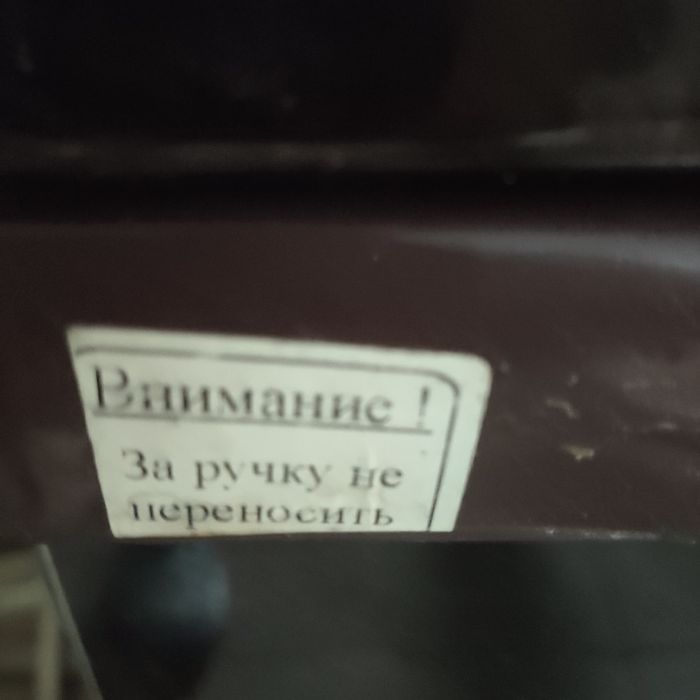 Внимание !
За ручку не
переносить